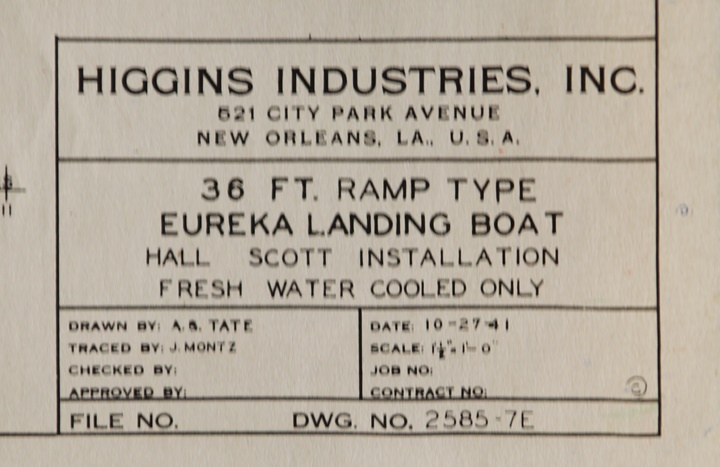 HIGGINS INDUSTRIES, INC.
521 CITY PARK AVENUE
NEW ORLEANS, LA., U.S.A.
36 FT. RAMP TYPE
EUREKA LANDING BOAT
HALL SCOTT INSTALLATION
FRESH WATER COOLED ONLY
DRAWN BY: A.S. TATE
TRACED BY: J. MONTZ
CHECKED BY:
APPROVED BY:
DATE: 10-27-41
SCALE: 1½"=1'-0"
JOB NO:
CONTRACT NO:
©
FILE NO. DWG. NO. 2585-7E